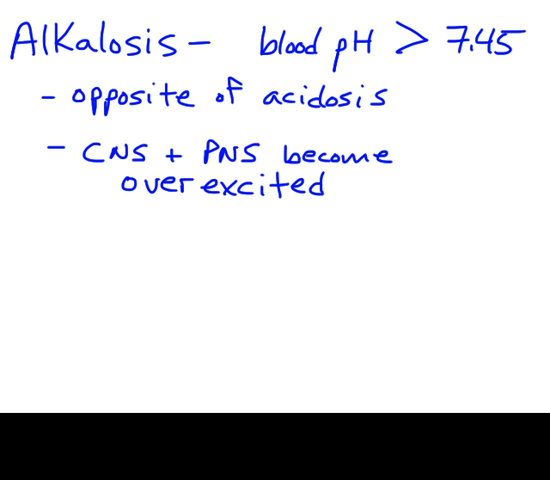 Alkalosis - blood pH > 7.45
- opposite of acidosis
- CNS + PNS become
overexcited